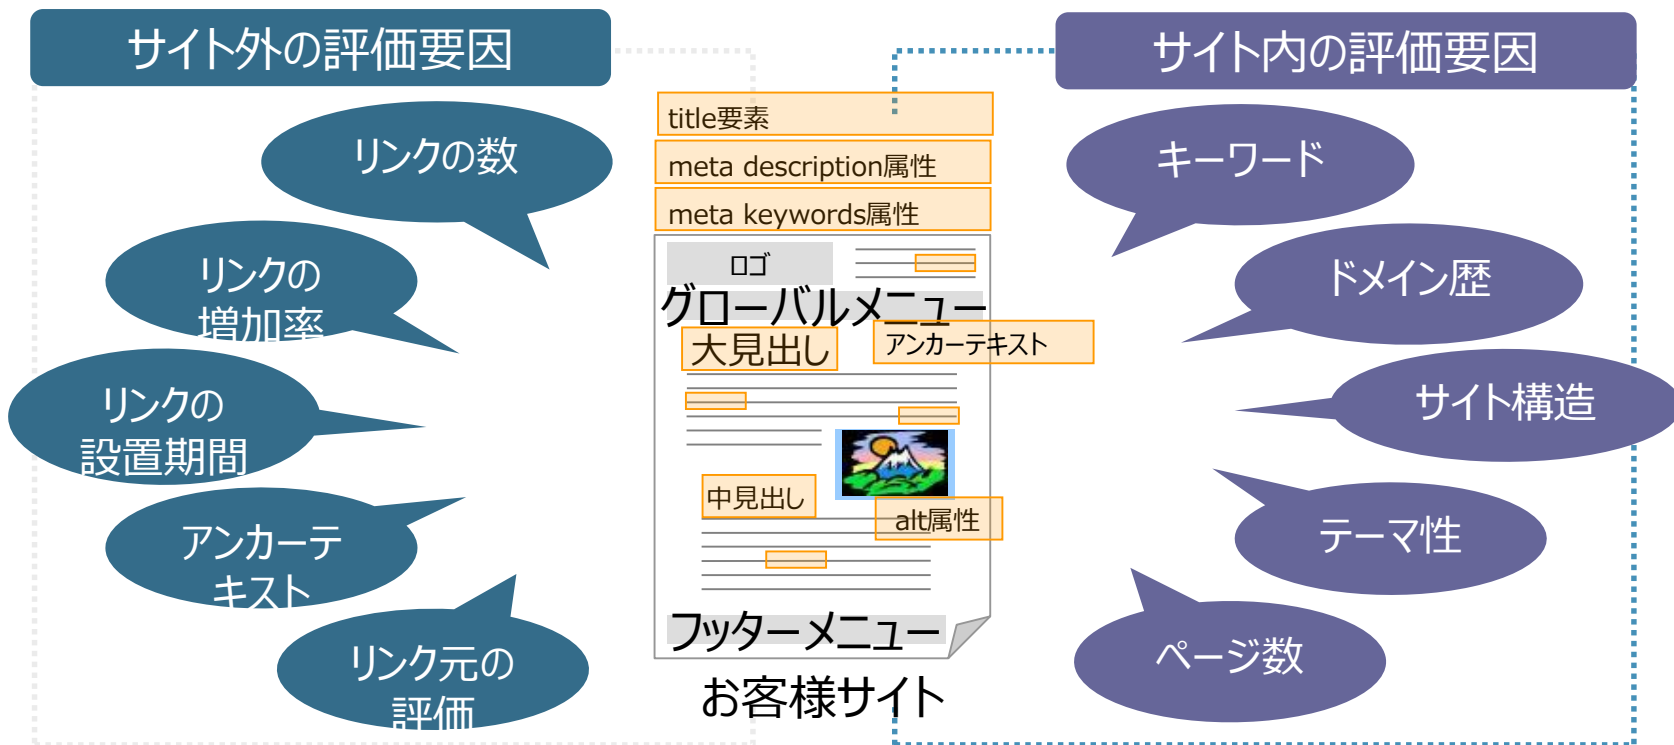 サイト外の評価要因
サイト内の評価要因
リンクの数
リンクの
増加率
リンクの
設置期間
アンカーテ
キスト
リンク元の
評価
title要素
meta description属性
meta keywords属性
ロゴ
グローバルメニュー
大見出し
アンカーテキスト
中見出し
alt属性
フッターメニュー
お客様サイト
キーワード
ドメイン歴
サイト構造
テーマ性
ページ数